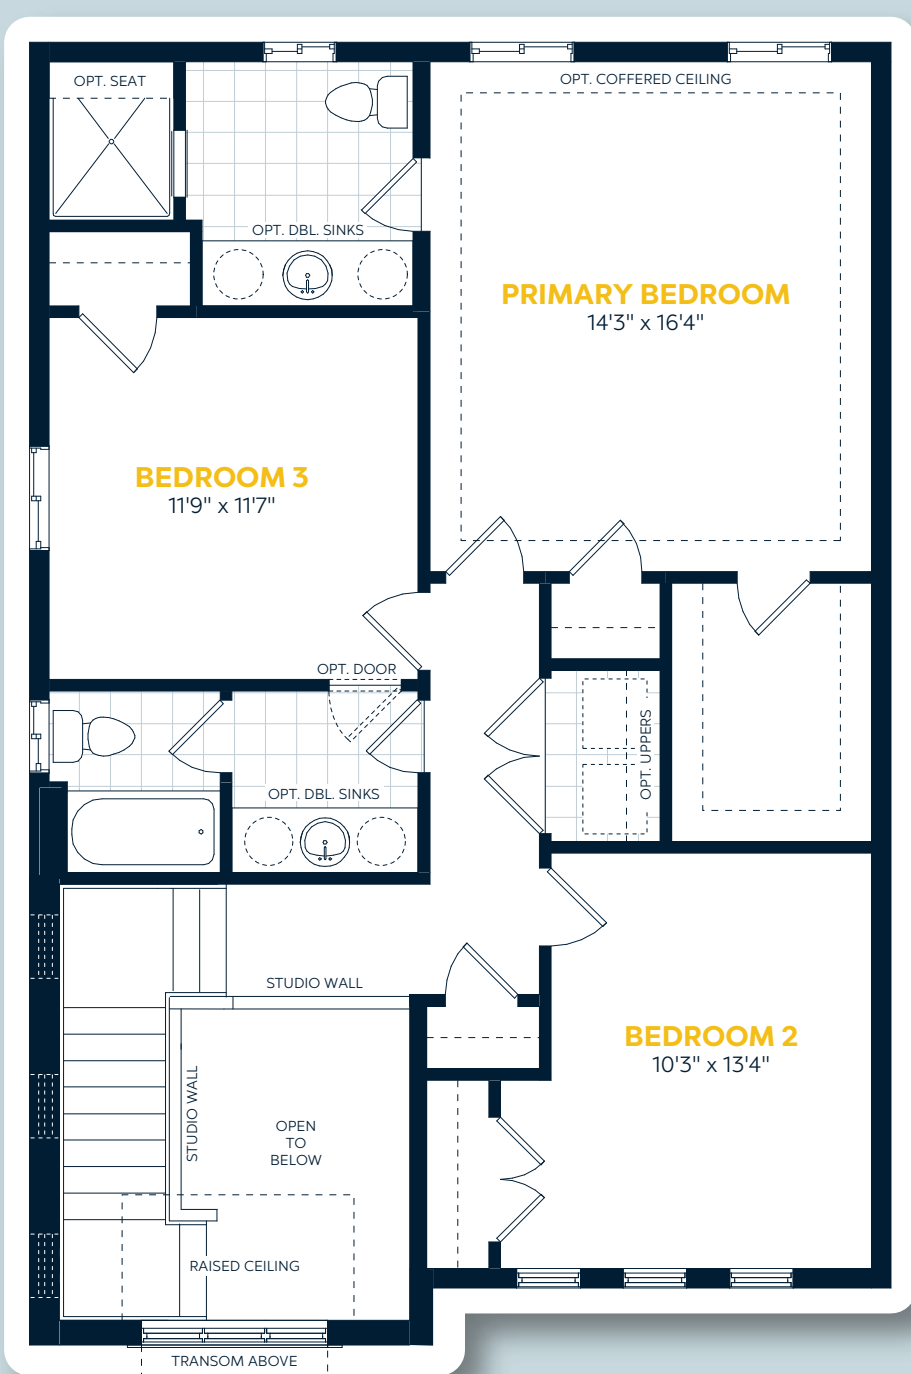 OPT. SEAT
OPT. COFFERED CEILING
OPT. DBL. SINKS
PRIMARY BEDROOM
14'3" x 16'4"
BEDROOM 3
11'9" x 11'7"
OPT. DOOR
OPT. UPPERS
OPT. DBL. SINKS
STUDIO WALL
BEDROOM 2
10'3" x 13'4"
STUDIO WALL
OPEN
TO
BELOW
RAISED CEILING
TRANSOM ABOVE